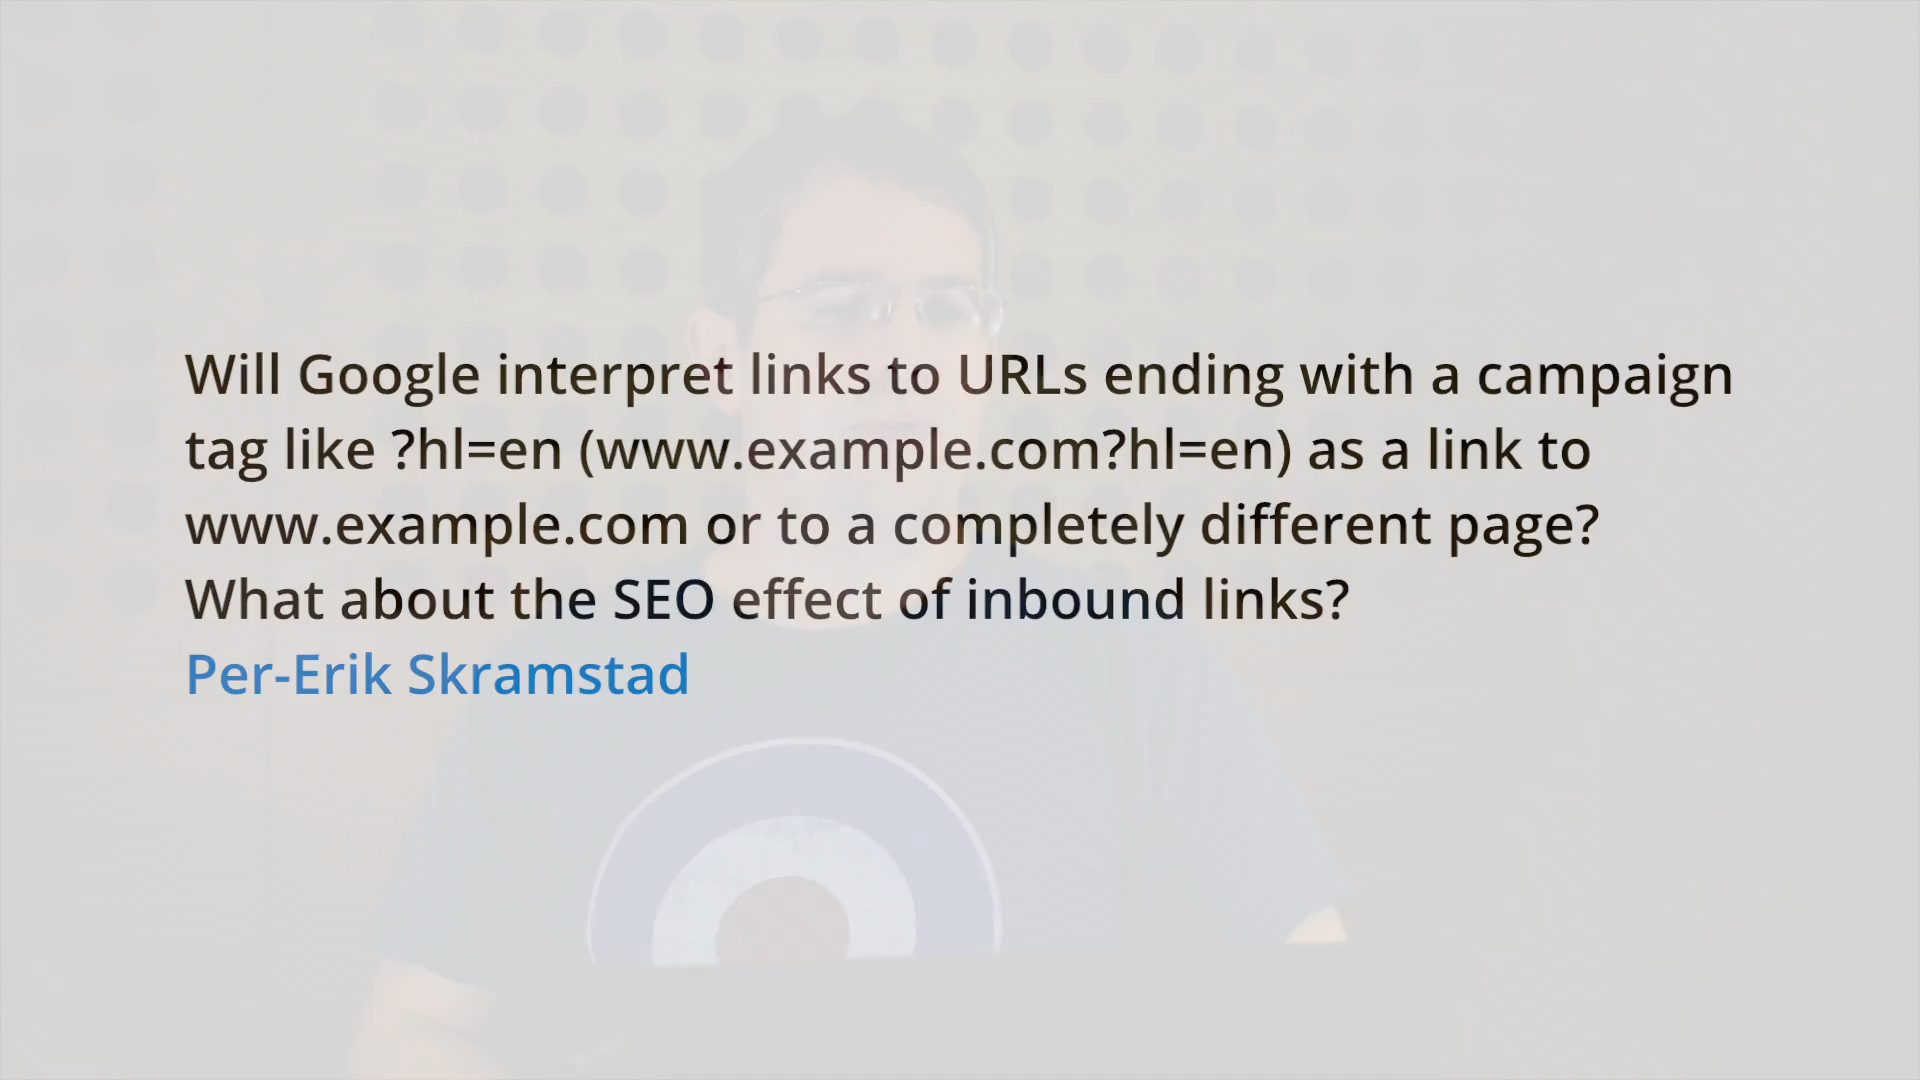 Will Google interpret links to URLs ending with a campaign
tag like ?hl=en (www.example.com?hl=en) as a link to
www.example.com or to a completely different page?
What about the SEO effect of inbound links?
Per-Erik Skramstad